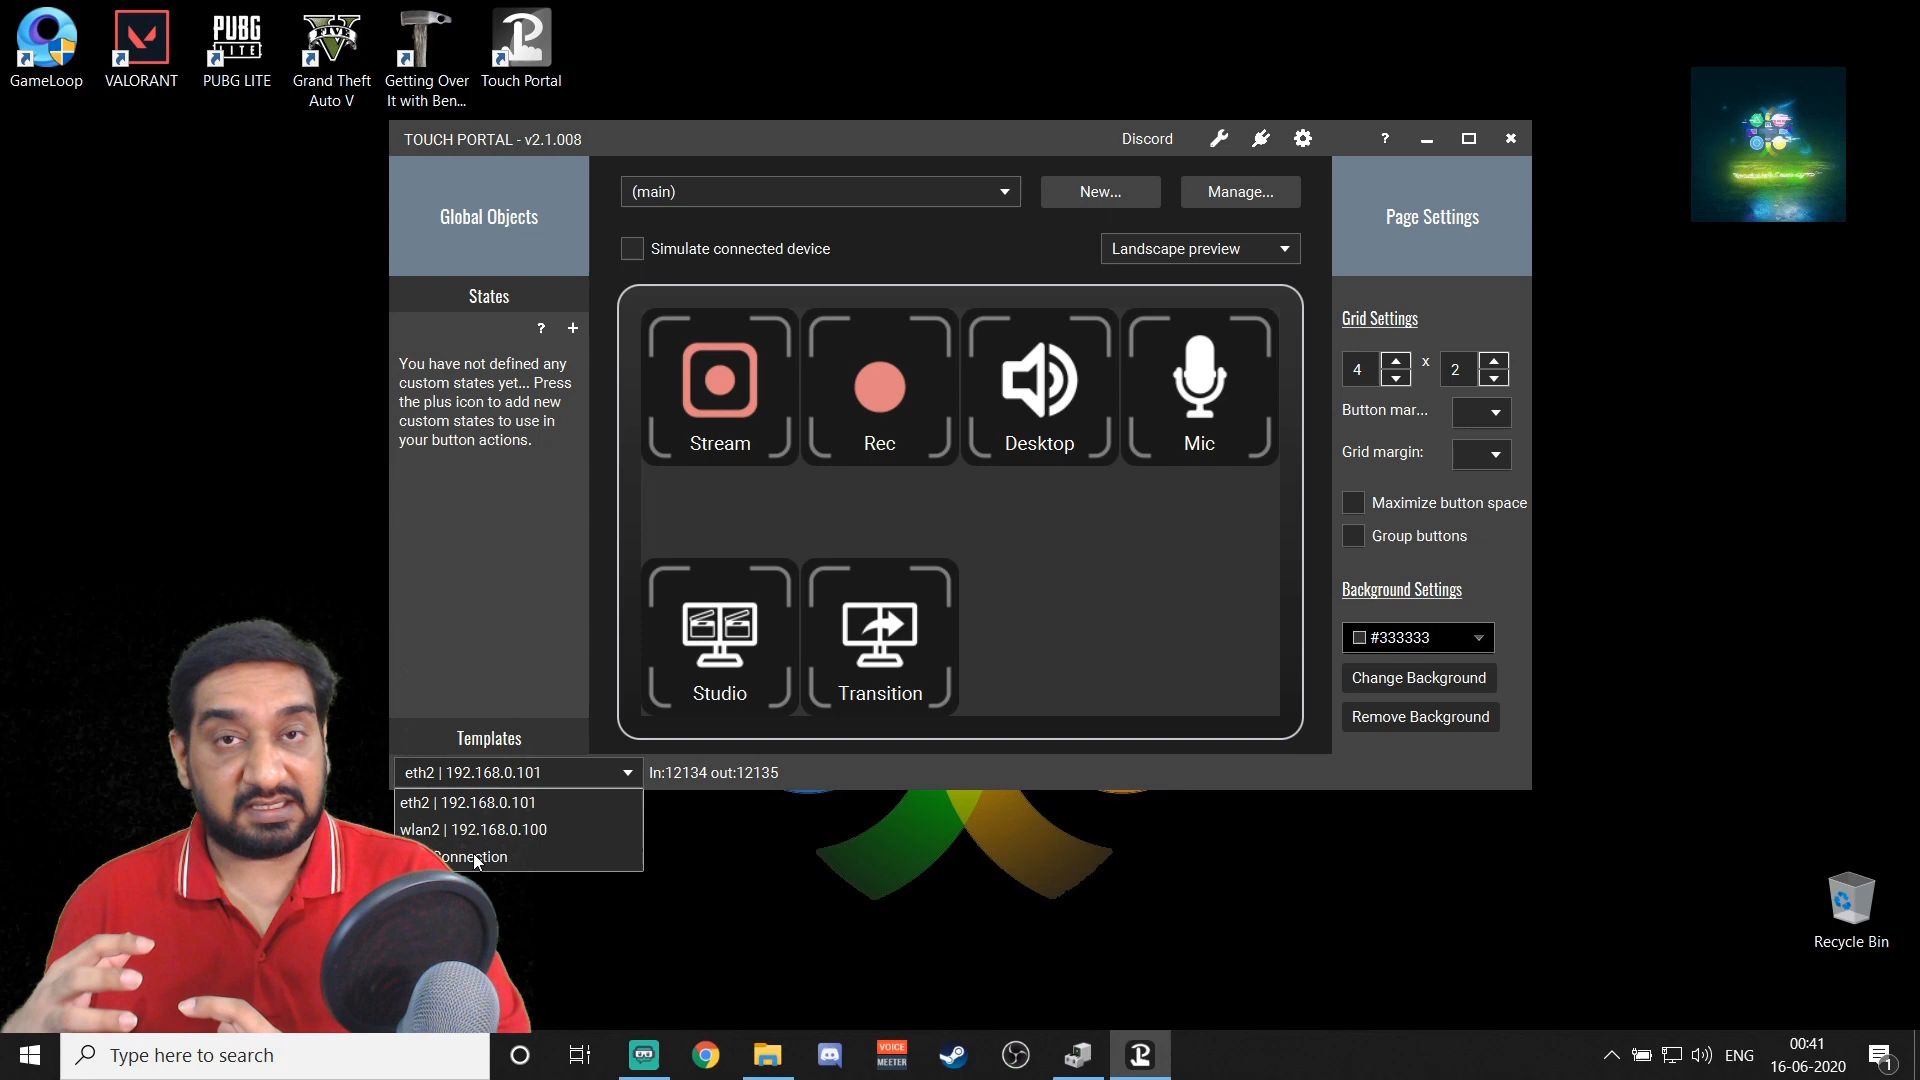 GameLoop
VALORANT
PUBG
LITE
PUBG LITE
FIVE
Grand Theft
Auto V
Getting Over
It with Ben...
Touch Portal
TOUCH PORTAL - v2.1.008
Discord
?
Global Objects
(main)
New...
Manage...
Page Settings
Simulate connected device
Landscape preview
States
? +
You have not defined any
custom states yet... Press
the plus icon to add new
custom states to use in
your button actions.
Stream
Rec
Desktop
Mic
Studio
Transition
Grid Settings
4 x 2
Button mar...
Grid margin:
Maximize button space
Group buttons
Background Settings
#333333
Change Background
Remove Background
Templates
eth2 | 192.168.0.101
In:12134 out:12135
eth2 | 192.168.0.101
wlan2 | 192.168.0.100
onnection
Recycle Bin
Type here to search
VOICE
MEETER
ENG
00:41
16-06-2020
1